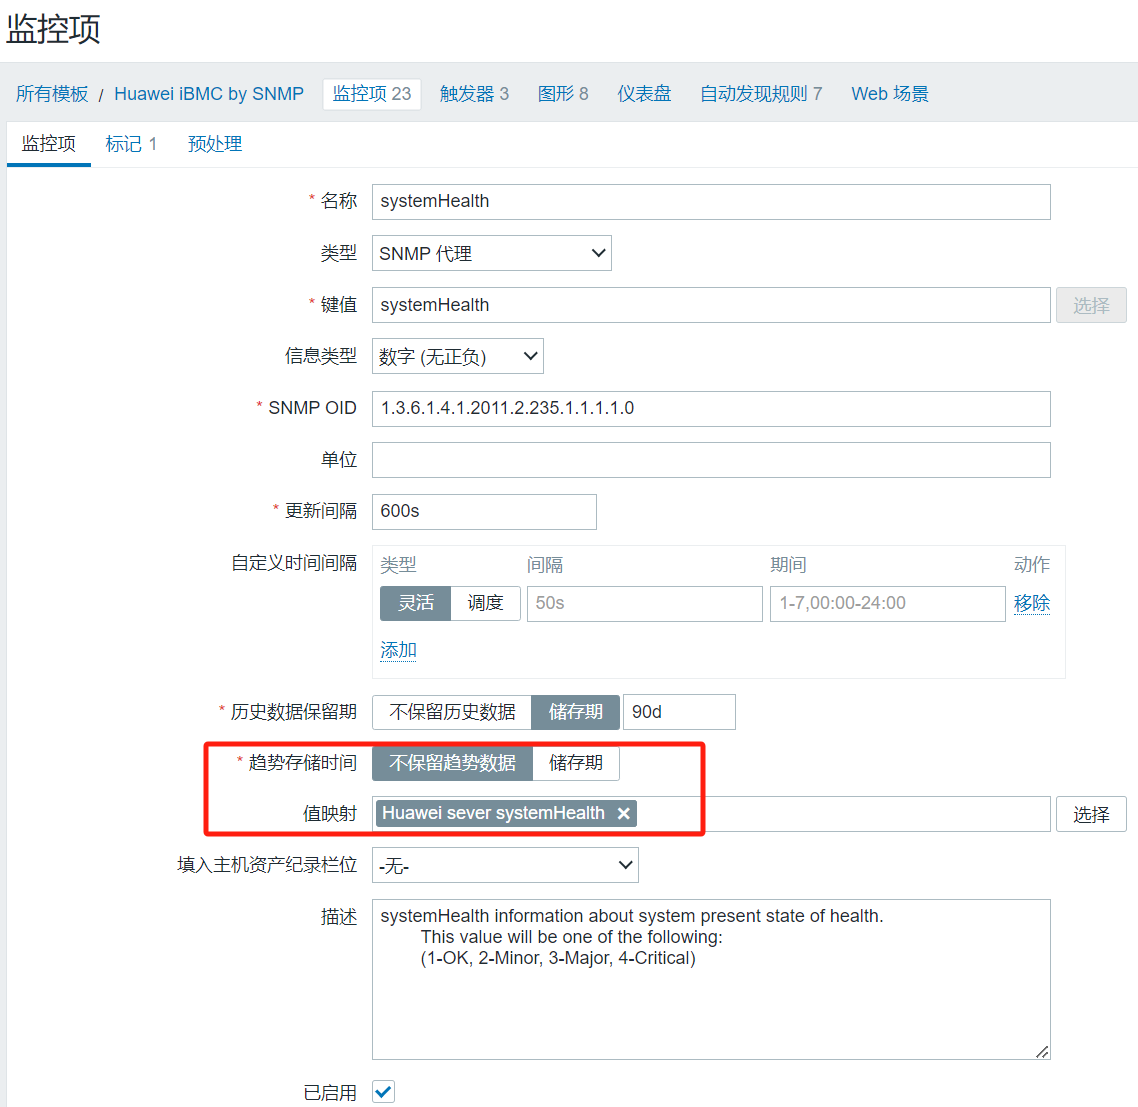 监控项
所有模板 / Huawei iBMC by SNMP 监控项 23 触发器 3 图形 8 仪表盘 自动发现规则 7 Web 场景
监控项 标记 1 预处理
* 名称 systemHealth
类型 SNMP 代理
* 键值 systemHealth 选择
信息类型 数字 (无正负)
* SNMP OID 1.3.6.1.4.1.2011.2.235.1.1.1.1.0
单位
* 更新间隔 600s
自定义时间间隔 类型 间隔 期间 动作
灵活 调度 50s 1-7,00:00-24:00 移除
添加
* 历史数据保留期 不保留历史数据 储存期 90d
* 趋势存储时间 不保留趋势数据 储存期
值映射 Huawei sever systemHealth × 选择
填入主机资产纪录栏位 -无-
描述 systemHealth information about system present state of health.
This value will be one of the following:
(1-OK, 2-Minor, 3-Major, 4-Critical)
已启用